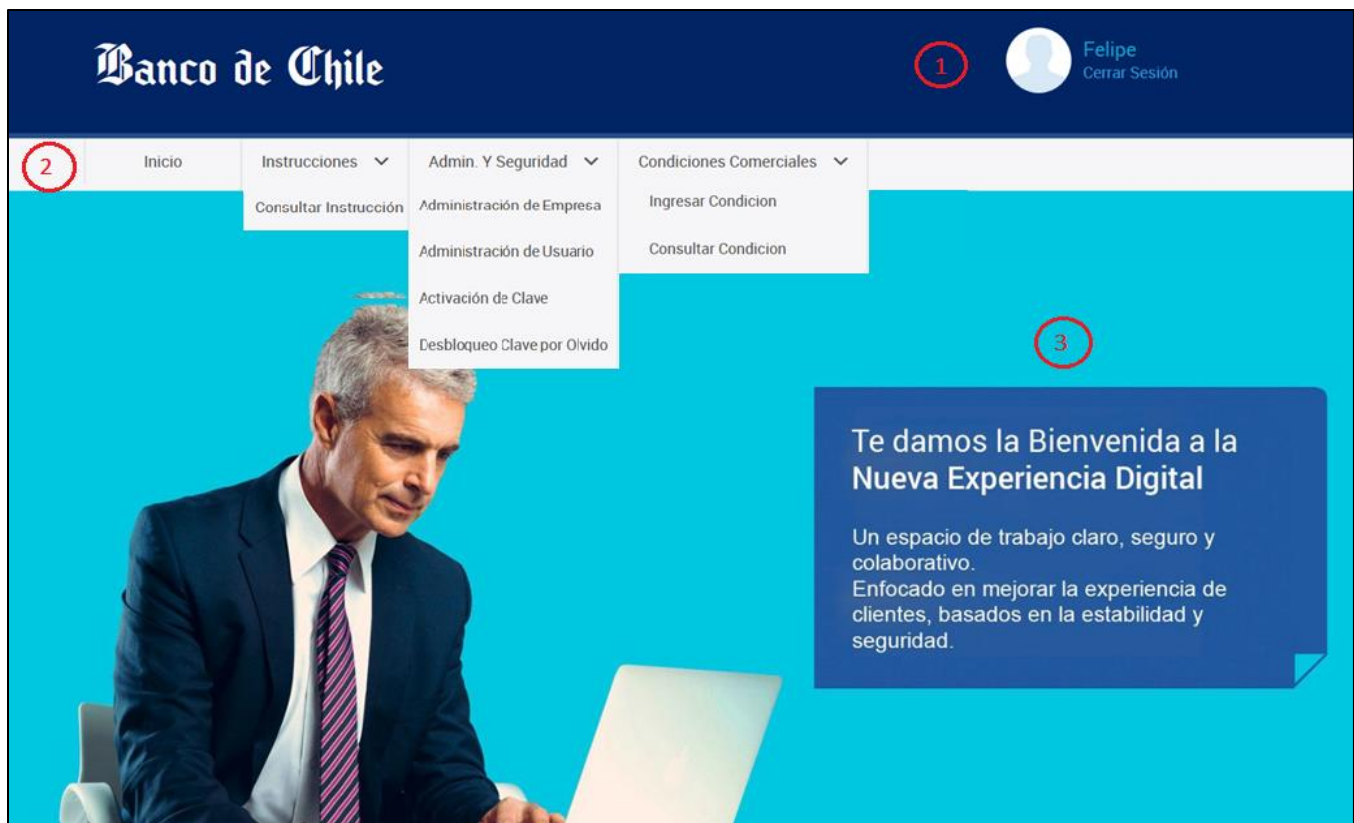 Banco de Chile
1
Felipe
Cerrar Sesión
2
Inicio
Instrucciones
Admin. Y Seguridad
Condiciones Comerciales
Consultar Instrucción
Administración de Empresa
Administración de Usuario
Activación de Clave
Desbloqueo Clave por Olvido
Ingresar Condicion
Consultar Condicion
3
Te damos la Bienvenida a la
Nueva Experiencia Digital
Un espacio de trabajo claro, seguro y
colaborativo.
Enfocado en mejorar la experiencia de
clientes, basados en la estabilidad y
seguridad.